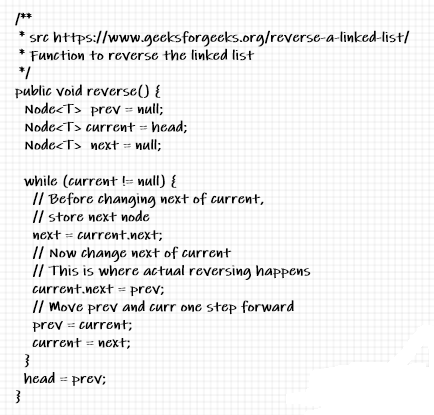 /**
* src https://www.geeksforgeeks.org/reverse-a-linked-list/
* Function to reverse the linked list
*/
public void reverse() {
Node<T> prev = null;
Node<T> current = head;
Node<T> next = null;
while (current != null) {
// Before changing next of current,
// store next node
next = current.next;
// Now change next of current
// This is where actual reversing happens
current.next = prev;
// Move prev and curr one step forward
prev = current;
current = next;
}
head = prev;
}